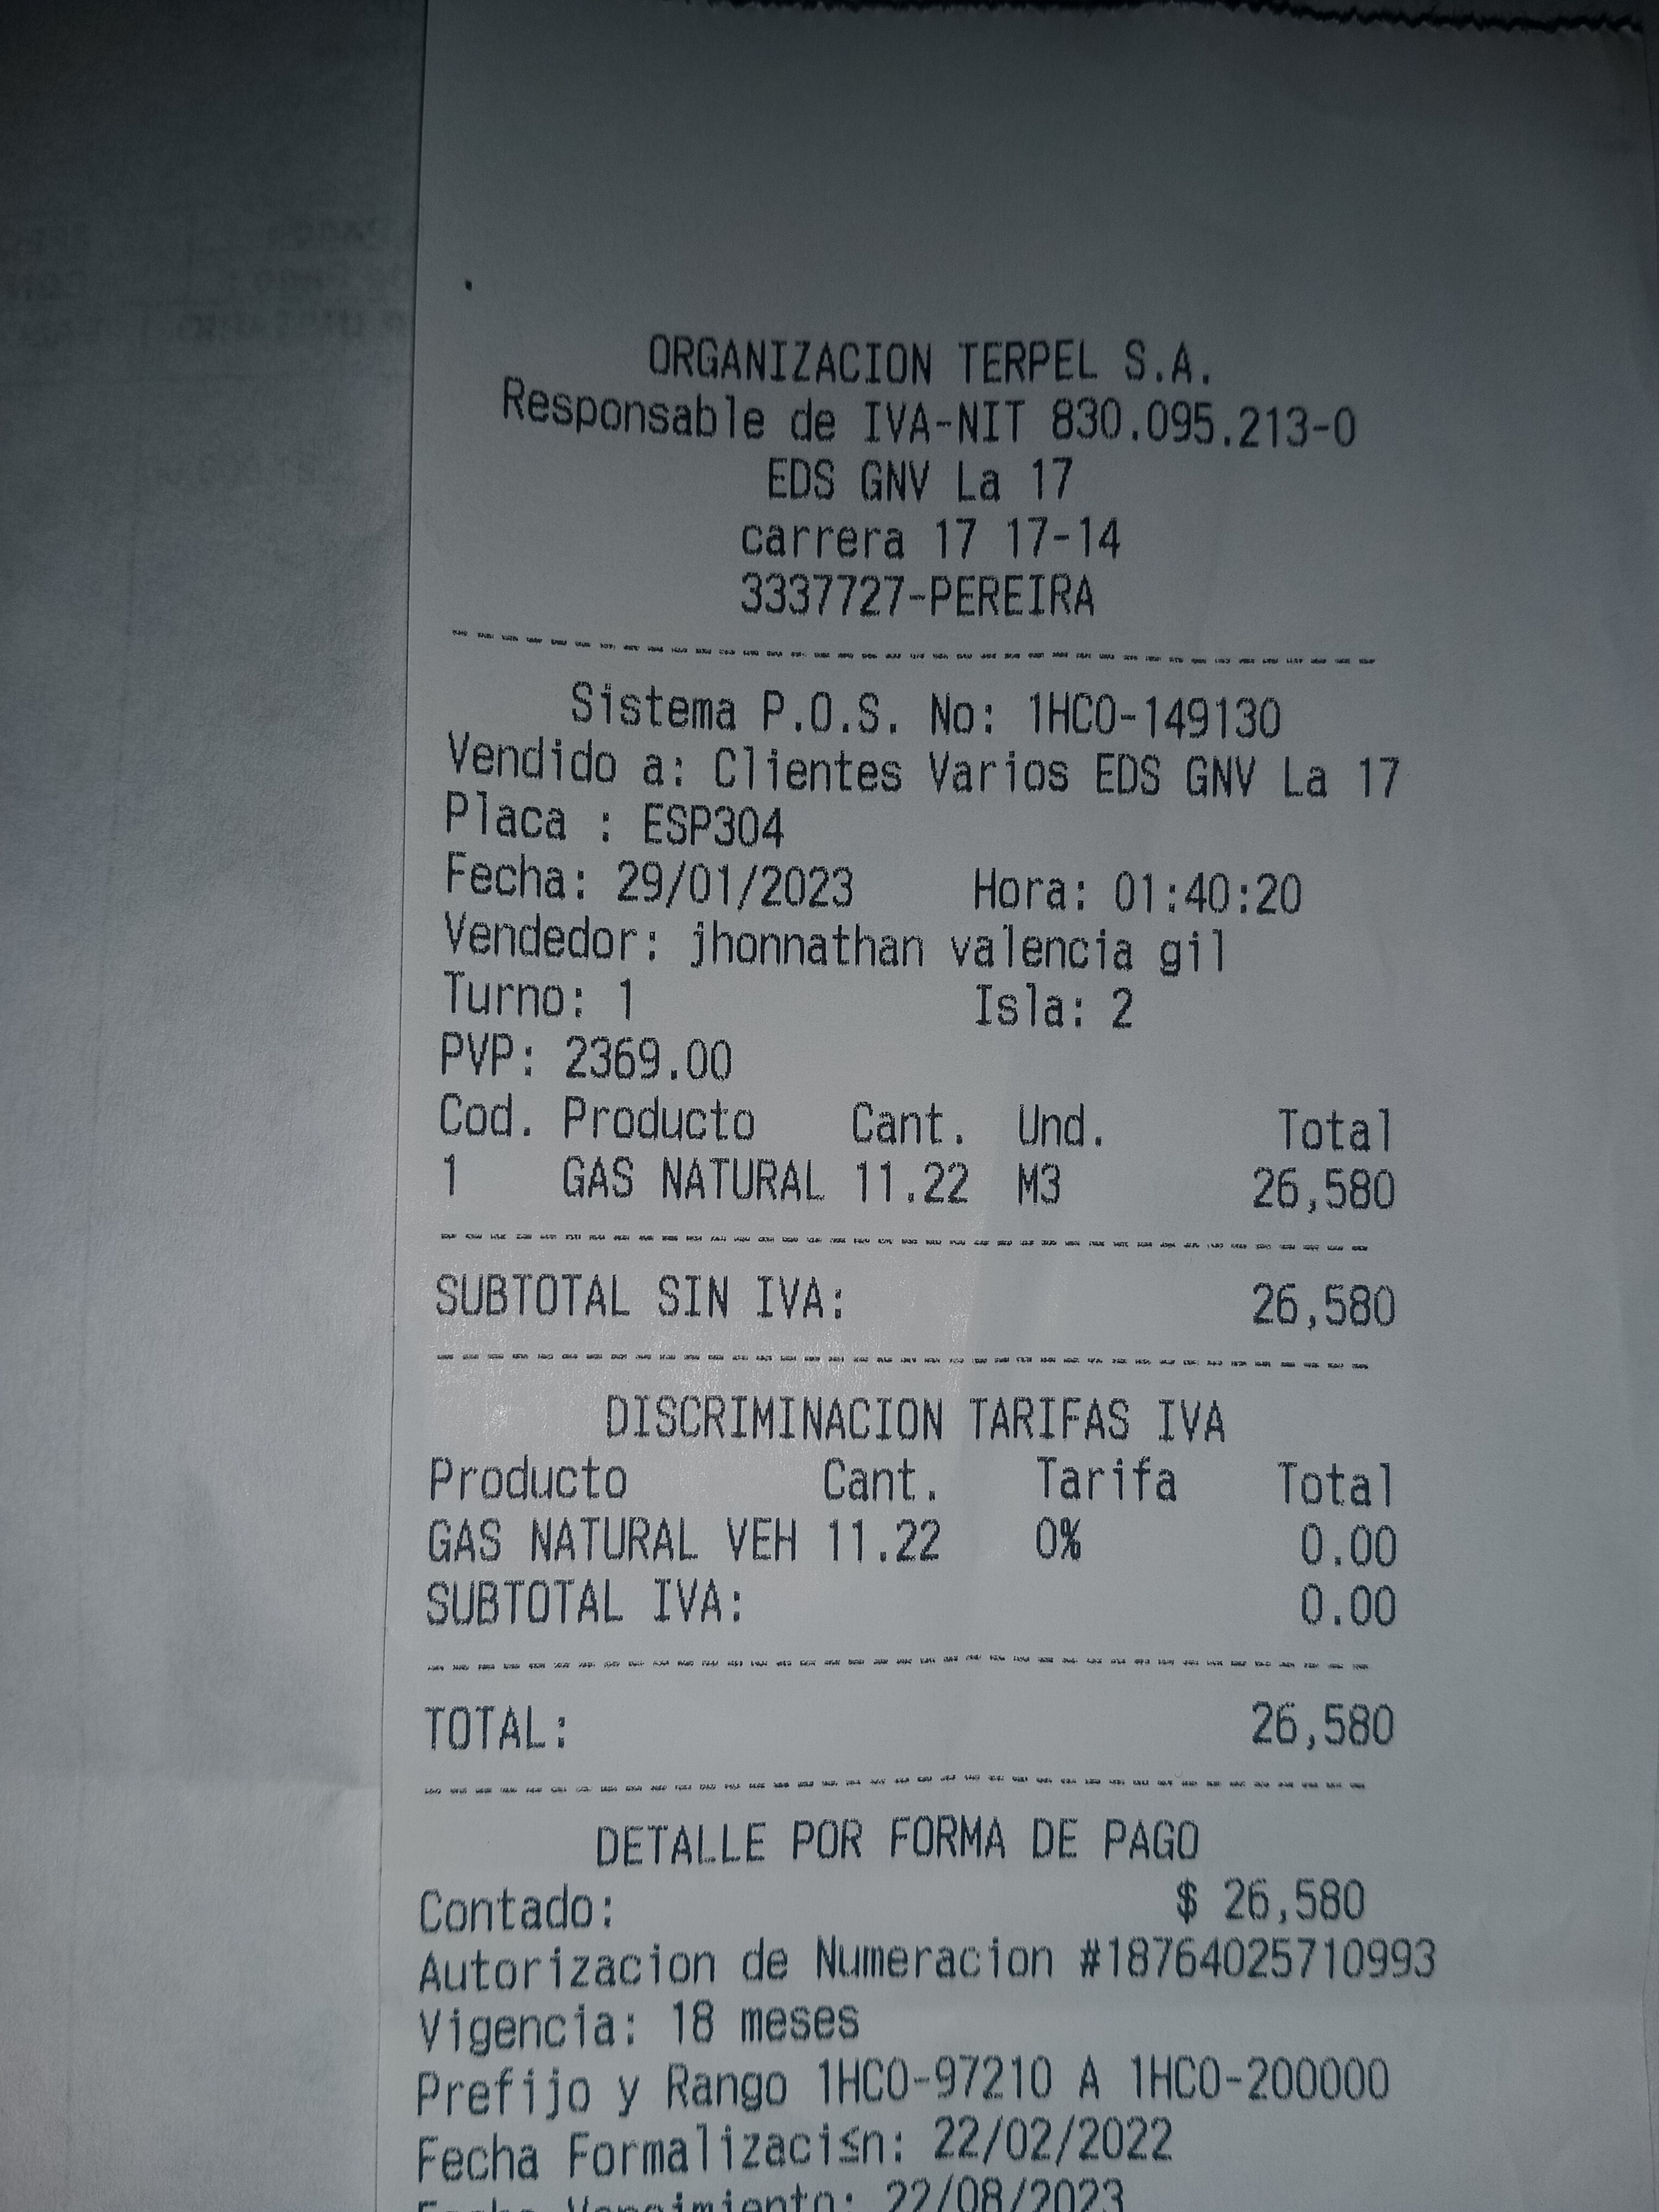 ORGANIZACION TERPEL S.A.
Responsable de IVA-NIT 830.095.213-0
EDS GNV La 17
carrera 17 17-14
3337727-PEREIRA
Sistema P.O.S. No: 1HCO-149130
Vendido a: Clientes Varios EDS GNV La 17
Placa : ESP304
Fecha: 29/01/2023 Hora: 01:40:20
Vendedor: jhonnathan valencia gil
Turno: 1 Isla: 2
PVP: 2369.00
Cod. Producto Cant. Und. Total
1 GAS NATURAL 11.22 M3 26,580
SUBTOTAL SIN IVA: 26,580
DISCRIMINACION TARIFAS IVA
Producto Cant. Tarifa Total
GAS NATURAL VEH 11.22 0% 0.00
SUBTOTAL IVA: 0.00
TOTAL: 26,580
DETALLE POR FORMA DE PAGO
Contado: $ 26,580
Autorizacion de Numeracion #18764025710993
Vigencia: 18 meses
Prefijo y Rango 1HCO-97210 A 1HCO-200000
Fecha Formalizaci≤n: 22/02/2022
Fecha Vencimiento: 22/08/2023